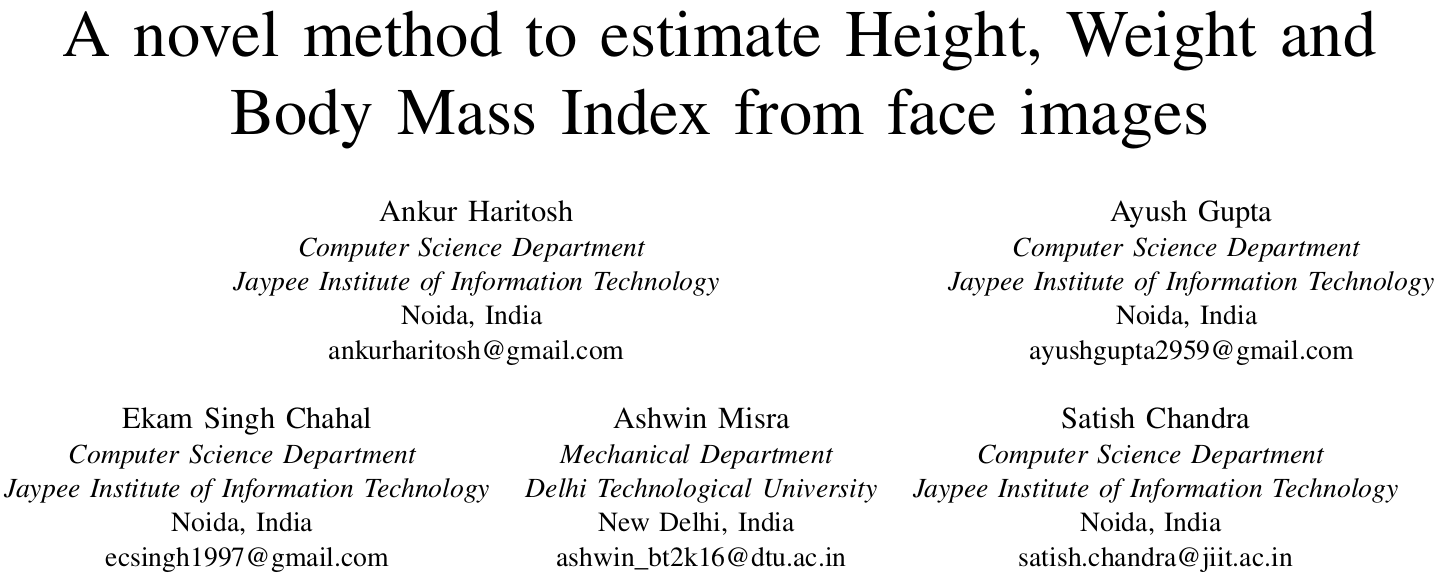 A novel method to estimate Height, Weight and
Body Mass Index from face images
Ankur Haritosh
Computer Science Department
Jaypee Institute of Information Technology
Noida, India
ankurharitosh@gmail.com
Ayush Gupta
Computer Science Department
Jaypee Institute of Information Technology
Noida, India
ayushgupta2959@gmail.com
Ekam Singh Chahal
Computer Science Department
Jaypee Institute of Information Technology
Noida, India
ecsingh1997@gmail.com
Ashwin Misra
Mechanical Department
Delhi Technological University
New Delhi, India
ashwin_bt2k16@dtu.ac.in
Satish Chandra
Computer Science Department
Jaypee Institute of Information Technology
Noida, India
satish.chandra@jiit.ac.in